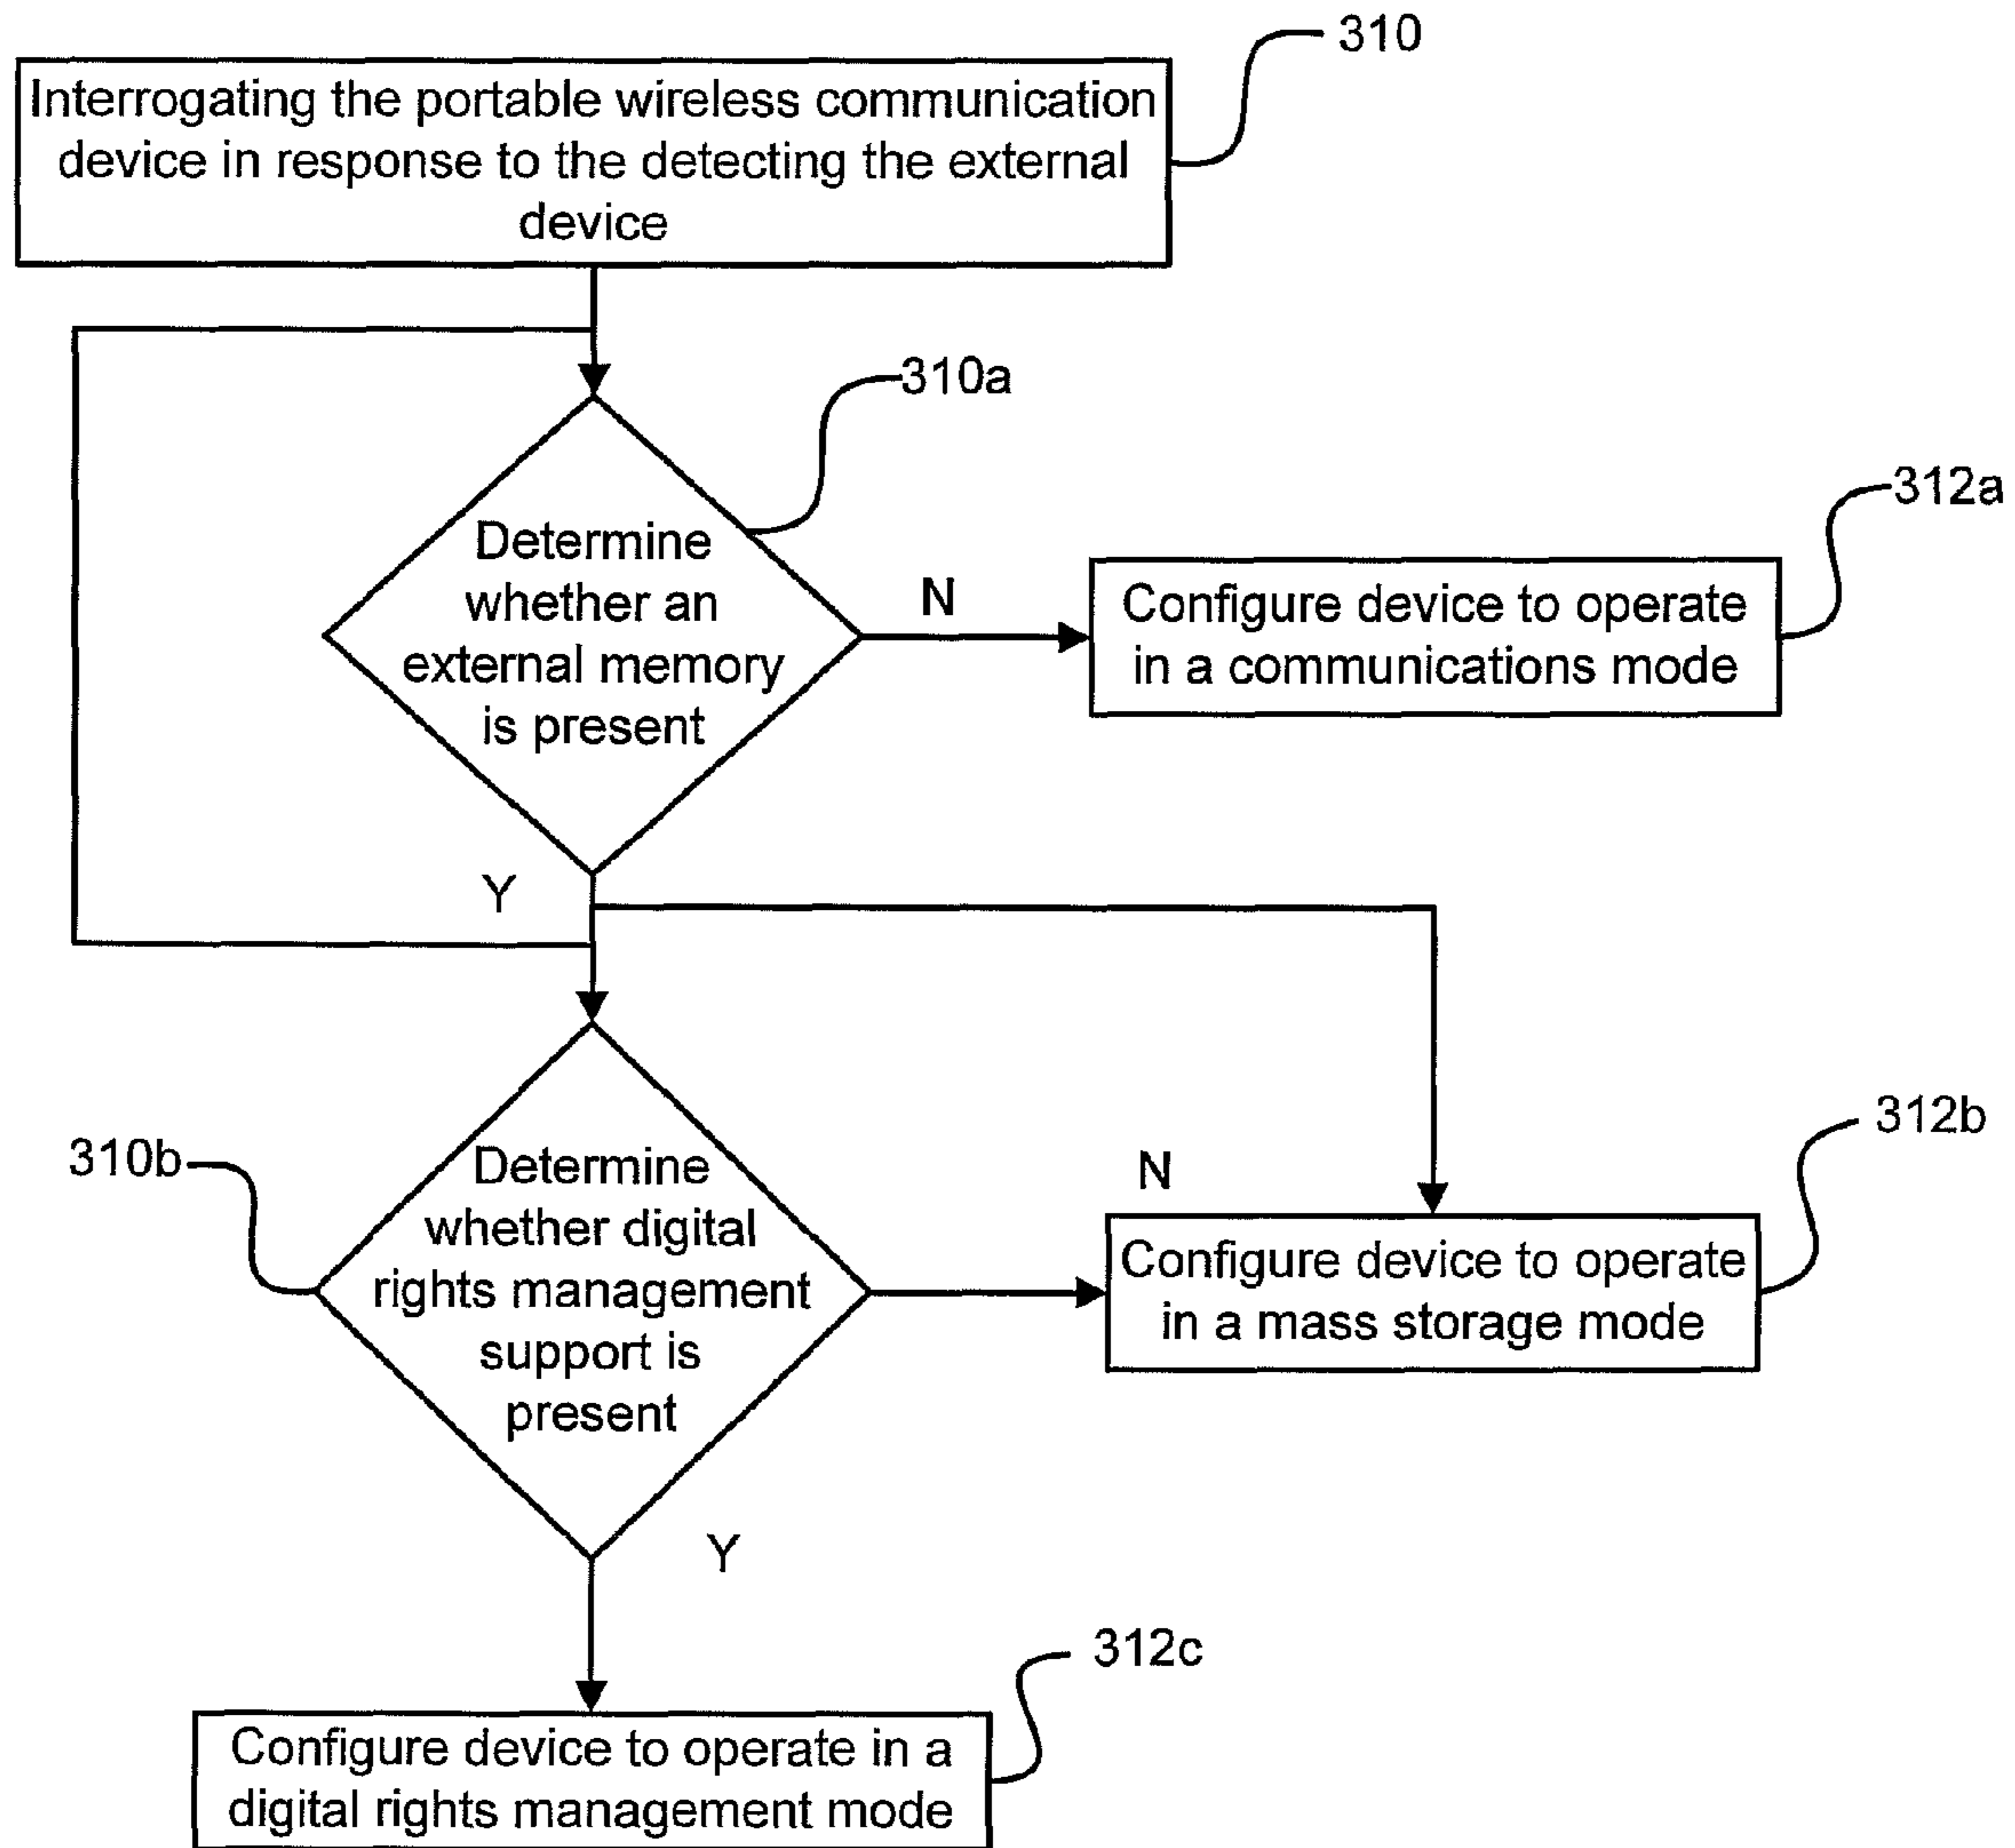 310
Interrogating the portable wireless communication
device in response to the detecting the external
device
310a
Determine
whether an
external memory
is present
N
312a
Configure device to operate
in a communications mode
Y
310b
Determine
whether digital
rights management
support is
present
N
312b
Configure device to operate
in a mass storage mode
Y
312c
Configure device to operate in a
digital rights management mode